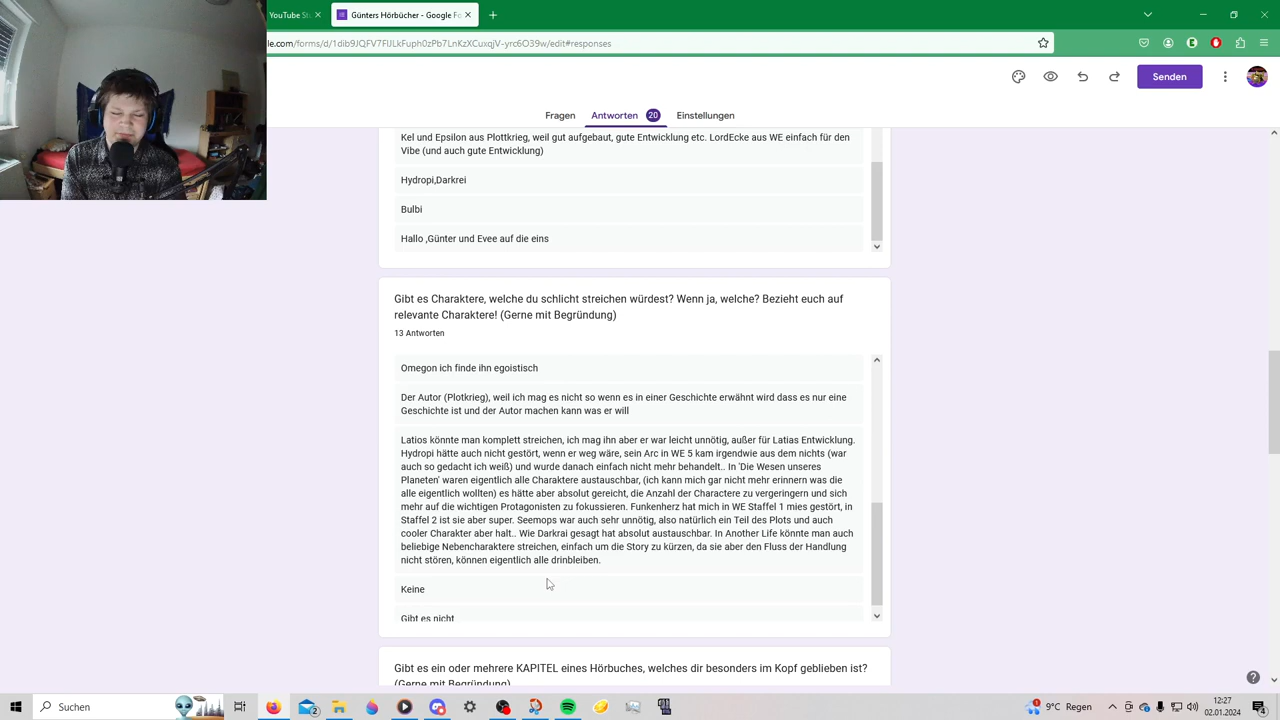 YouTube St
Günters Hörbücher - Google Fo
le.com/forms/d/1dib9JQFV7FlJLkFuph0zPb7LnKzXCuxqjV-yrc6O39w/edit#responses
Senden
Fragen
Antworten 20
Einstellungen
Kel und Epsilon aus Plottkrieg, weil gut aufgebaut, gute Entwicklung etc. LordEcke aus WE einfach für den
Vibe (und auch gute Entwicklung)
Hydropi,Darkrei
Bulbi
Hallo ,Günter und Evee auf die eins
Gibt es Charaktere, welche du schlicht streichen würdest? Wenn ja, welche? Bezieht euch auf
relevante Charaktere! (Gerne mit Begründung)
13 Antworten
Omegon ich finde ihn egoistisch
Der Autor (Plotkrieg), weil ich mag es nicht so wenn es in einer Geschichte erwähnt wird dass es nur eine
Geschichte ist und der Autor machen kann was er will
Latios könnte man komplett streichen, ich mag ihn aber er war leicht unnötig, außer für Latias Entwicklung.
Hydropi hätte auch nicht gestört, wenn er weg wäre, sein Arc in WE 5 kam irgendwie aus dem nichts (war
auch so gedacht ich weiß) und wurde danach einfach nicht mehr behandelt.. In 'Die Wesen unseres
Planeten' waren eigentlich alle Charaktere austauschbar, (ich kann mich gar nicht mehr erinnern was die
alle eigentlich wollten) es hätte aber absolut gereicht, die Anzahl der Charactere zu vergeringern und sich
mehr auf die wichtigen Protagonisten zu fokussieren. Funkenherz hat mich in WE Staffel 1 mies gestört, in
Staffel 2 ist sie aber super. Seemops war auch sehr unnötig, also natürlich ein Teil des Plots und auch
cooler Charakter aber halt.. Wie Darkrai gesagt hat absolut austauschbar. In Another Life könnte man auch
beliebige Nebencharaktere streichen, einfach um die Story zu kürzen, da sie aber den Fluss der Handlung
nicht stören, können eigentlich alle drinbleiben.
Keine
Gibt es nicht
Gibt es ein oder mehrere KAPITEL eines Hörbuches, welches dir besonders im Kopf geblieben ist?
(Gerne mit Begründung)
Suchen
2
9°C Regen
12:27
02.01.2024
4